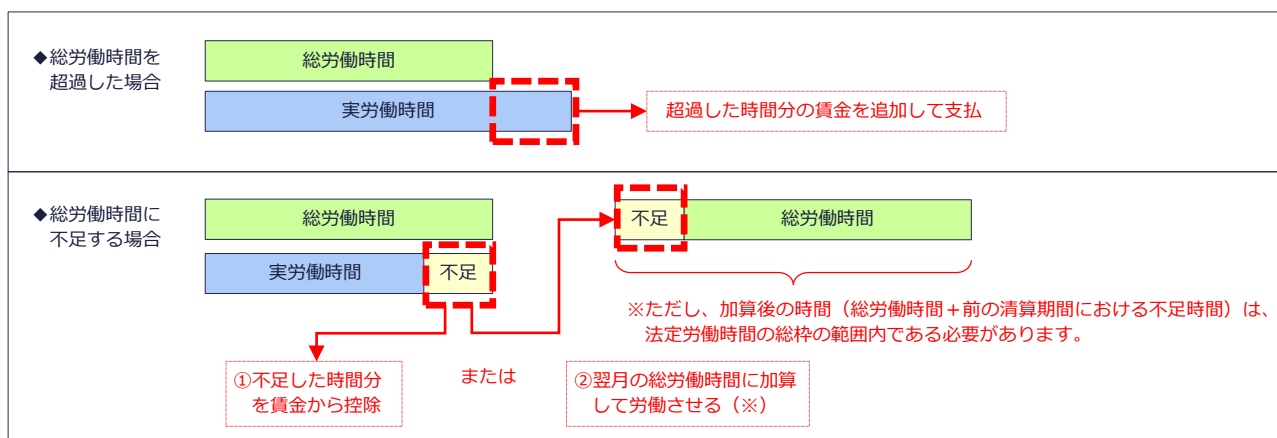 ◆総労働時間を
超過した場合
総労働時間
実労働時間
超過した時間分の賃金を追加して支払
◆総労働時間に
不足する場合
総労働時間
実労働時間
不足
不足
総労働時間
※ただし、加算後の時間（総労働時間＋前の清算期間における不足時間）は、
法定労働時間の総枠の範囲内である必要があります。
①不足した時間分
を賃金から控除
または
②翌月の総労働時間に加算
して労働させる（※）